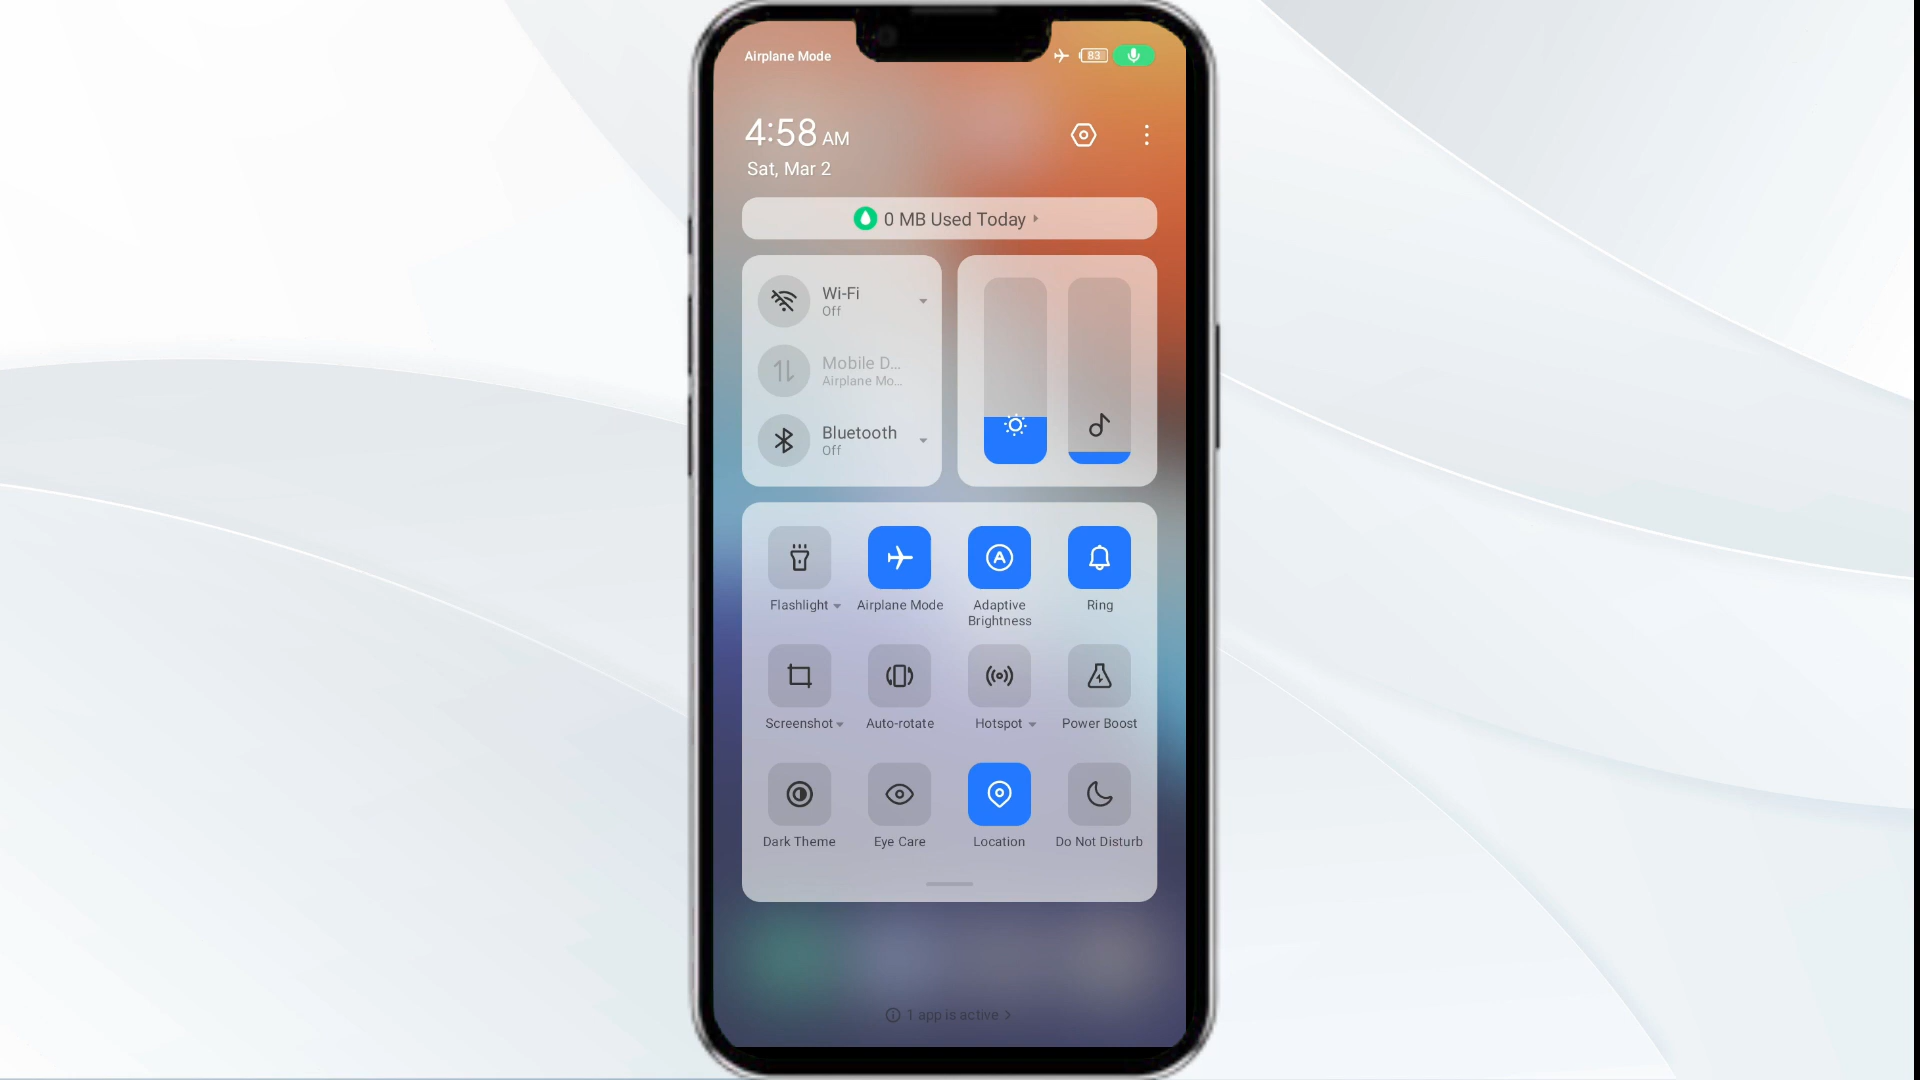 Airplane Mode
83
4:58 AM
Sat, Mar 2
0 MB Used Today
Wi-Fi
Off
Mobile D...
Airplane Mo...
Bluetooth
Off
Flashlight
Airplane Mode
Adaptive
Brightness
Ring
Screenshot
Auto-rotate
Hotspot
Power Boost
Dark Theme
Eye Care
Location
Do Not Disturb
1 app is active